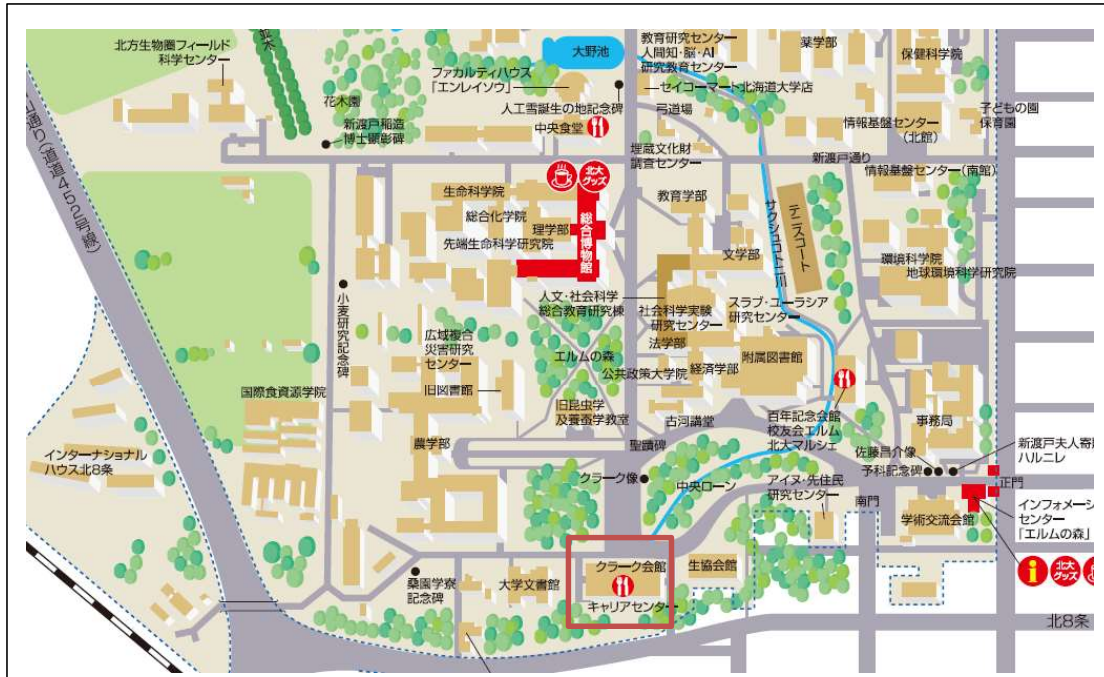 北方生物圏フィールド
科学センター
大野池
教育研究センター
人間知・脳・AI
研究教育センター
薬学部
保健科学院
ファカルティハウス
「エンレイソウ」
セイコーマート北海道大学店
人工雪誕生の地記念碑
中央食堂
弓道場
花木園
新渡戸稲造
博士顕彰碑
情報基盤センター
(北館)
子どもの園
保育園
埋蔵文化財
調査センター
新渡戸通り
情報基盤センター(南館)
通り(道道452号線)
北大
グッズ
生命科学院
総合化学院
理学部
先端生命科学研究院
総合博物館
教育学部
文学部
サクシュコトニ川
テニスコート
環境科学院
地球環境科学研究院
人文・社会科学
総合教育研究棟
社会科学実験
研究センター
スラブ・ユーラシア
研究センター
小麦研究記念碑
広域複合
災害研究
センター
エルムの森
法学部
公共政策大学院
経済学部
附属図書館
国際食資源学院
旧図書館
旧昆虫学
及養蚕学教室
古河講堂
百年記念会館
校友会エルム
北大マルシェ
事務局
農学部
聖蹟碑
佐藤昌介像
予科記念碑
新渡戸夫人寄
ハルニレ
インターナショナル
ハウス北8条
クラーク像
中央ローン
アイヌ・先住民
研究センター
南門
正門
学術交流会館
インフォメーシ
センター
「エルムの森」
クラーク会館
生協会館
桑園学寮
記念碑
大学文書館
キャリアセンター
i
北大
グッズ
北8条